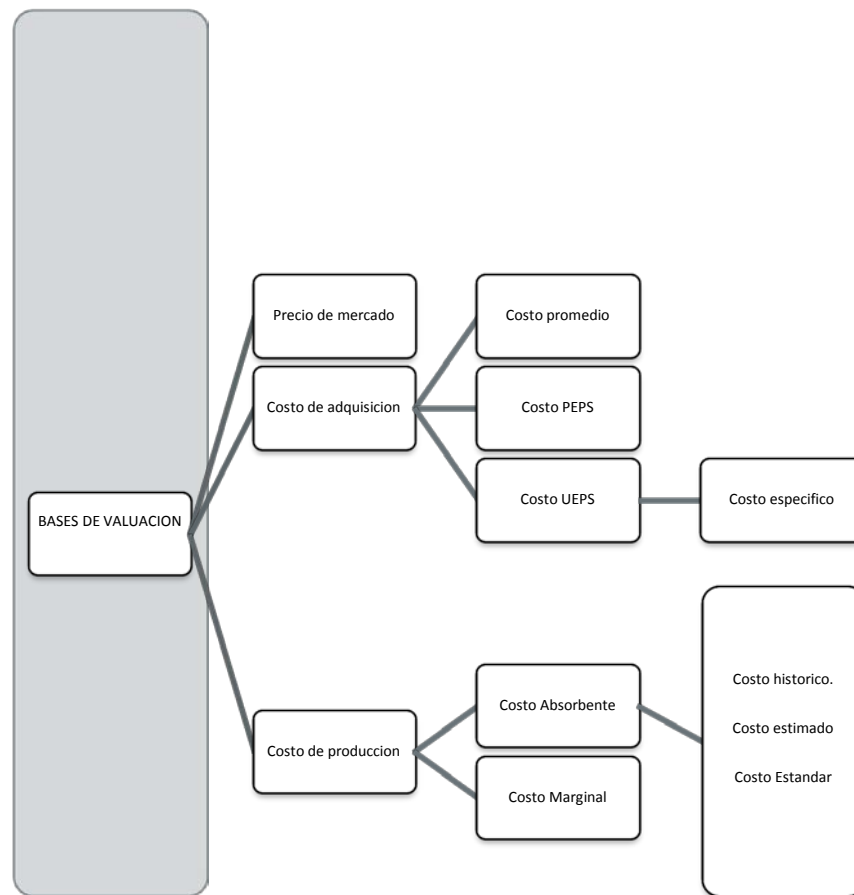 BASES DE VALUACION
Precio de mercado
Costo de adquisicion
Costo promedio
Costo PEPS
Costo UEPS
Costo especifico
Costo de produccion
Costo Absorbente
Costo historico.
Costo estimado
Costo Estandar
Costo Marginal